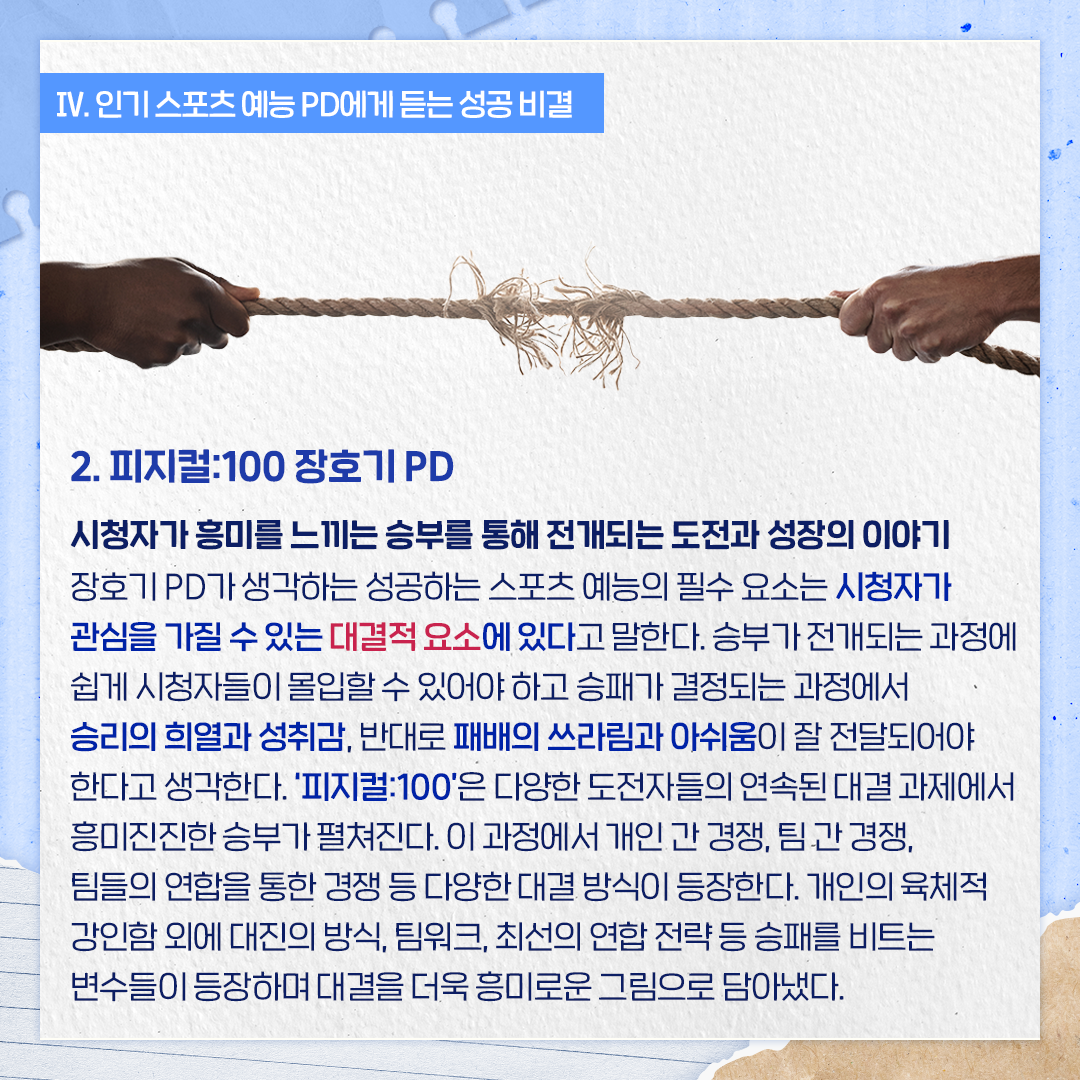 IV. 인기 스포츠 예능 PD에게 듣는 성공 비결
2. 피지컬:100 장호기 PD
시청자가 흥미를 느끼는 승부를 통해 전개되는 도전과 성장의 이야기
장호기 PD가 생각하는 성공하는 스포츠 예능의 필수 요소는 시청자가
관심을 가질 수 있는 대결적 요소에 있다고 말한다. 승부가 전개되는 과정에
쉽게 시청자들이 몰입할 수 있어야 하고 승패가 결정되는 과정에서
승리의 희열과 성취감, 반대로 패배의 쓰라림과 아쉬움이 잘 전달되어야
한다고 생각한다. '피지컬:100'은 다양한 도전자들의 연속된 대결 과제에서
흥미진진한 승부가 펼쳐진다. 이 과정에서 개인 간 경쟁, 팀 간 경쟁,
팀들의 연합을 통한 경쟁 등 다양한 대결 방식이 등장한다. 개인의 육체적
강인함 외에 대진의 방식, 팀워크, 최선의 연합 전략 등 승패를 비트는
변수들이 등장하며 대결을 더욱 흥미로운 그림으로 담아냈다.